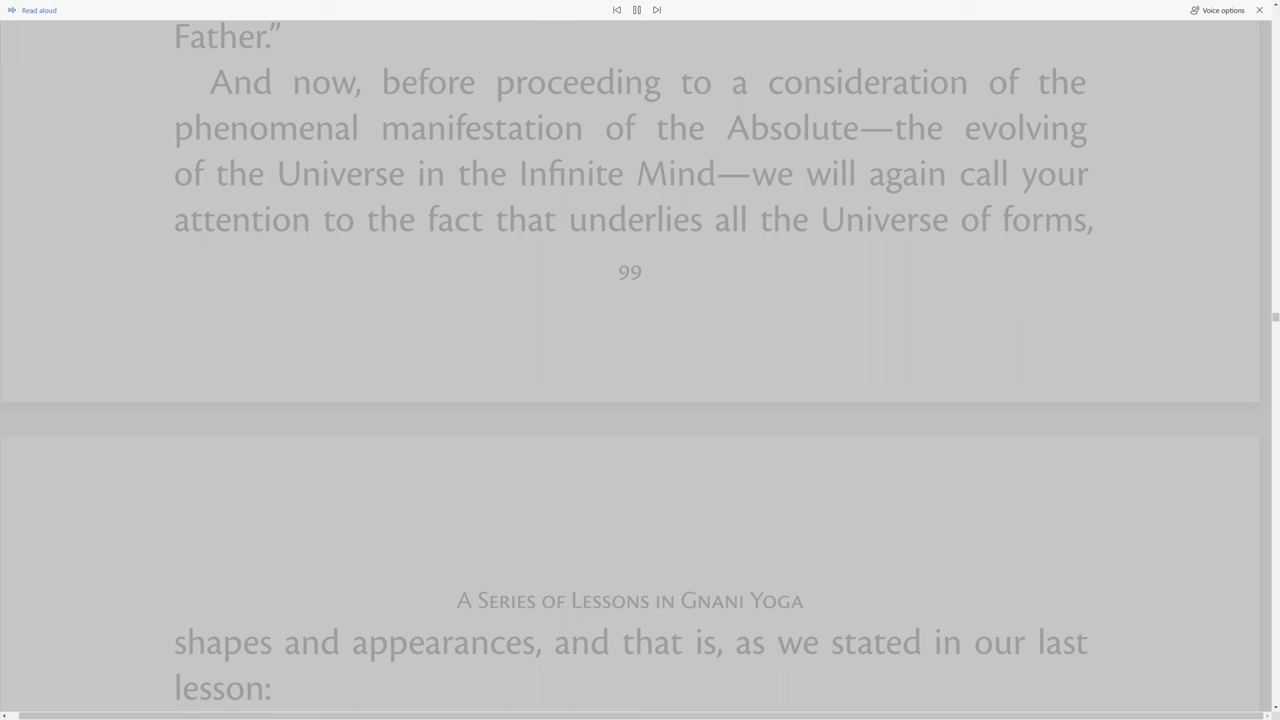 Read aloud
Voice options
Father.”
And now, before proceeding to a consideration of the
phenomenal manifestation of the Absolute—the evolving
of the Universe in the Infinite Mind—we will again call your
attention to the fact that underlies all the Universe of forms,
99
A Series of Lessons in Gnani Yoga
shapes and appearances, and that is, as we stated in our last
lesson: